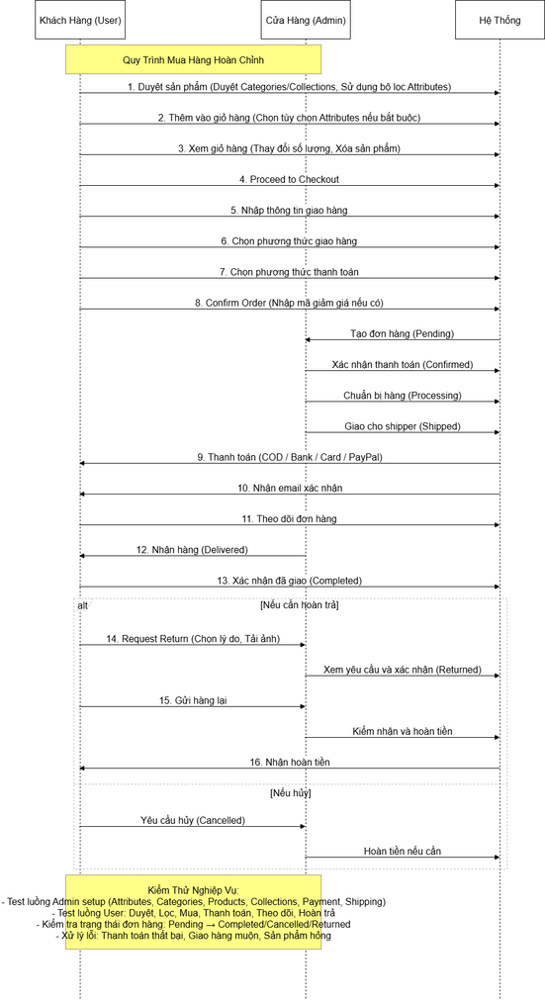 Khách Hàng (User)
Cửa Hàng (Admin)
Hệ Thống
Quy Trình Mua Hàng Hoàn Chỉnh
1. Duyệt sản phẩm (Duyệt Categories/Collections, Sử dụng bộ lọc Attributes)
2. Thêm vào giỏ hàng (Chọn tùy chọn Attributes nếu bắt buộc)
3. Xem giỏ hàng (Thay đổi số lượng, Xóa sản phẩm)
4. Proceed to Checkout
5. Nhập thông tin giao hàng
6. Chọn phương thức giao hàng
7. Chọn phương thức thanh toán
8. Confirm Order (Nhập mã giảm giá nếu có)
Tạo đơn hàng (Pending)
Xác nhận thanh toán (Confirmed)
Chuẩn bị hàng (Processing)
Giao cho shipper (Shipped)
9. Thanh toán (COD / Bank / Card / PayPal)
10. Nhận email xác nhận
11. Theo dõi đơn hàng
12. Nhận hàng (Delivered)
13. Xác nhận đã giao (Completed)
alt
[Nếu cần hoàn trả]
14. Request Return (Chọn lý do, Tải ảnh)
Xem yêu cầu và xác nhận (Returned)
15. Gửi hàng lại
Kiểm nhận và hoàn tiền
16. Nhận hoàn tiền
[Nếu hủy]
Yêu cầu hủy (Cancelled)
Hoàn tiền nếu cần
Kiểm Thử Nghiệp Vụ:
- Test luồng Admin setup (Attributes, Categories, Products, Collections, Payment, Shipping)
- Test luồng User: Duyệt, Lọc, Mua, Thanh toán, Theo dõi, Hoàn trả
- Kiểm tra trạng thái đơn hàng: Pending → Completed/Cancelled/Returned
- Xử lý lỗi: Thanh toán thất bại, Giao hàng muộn, Sản phẩm hỏng